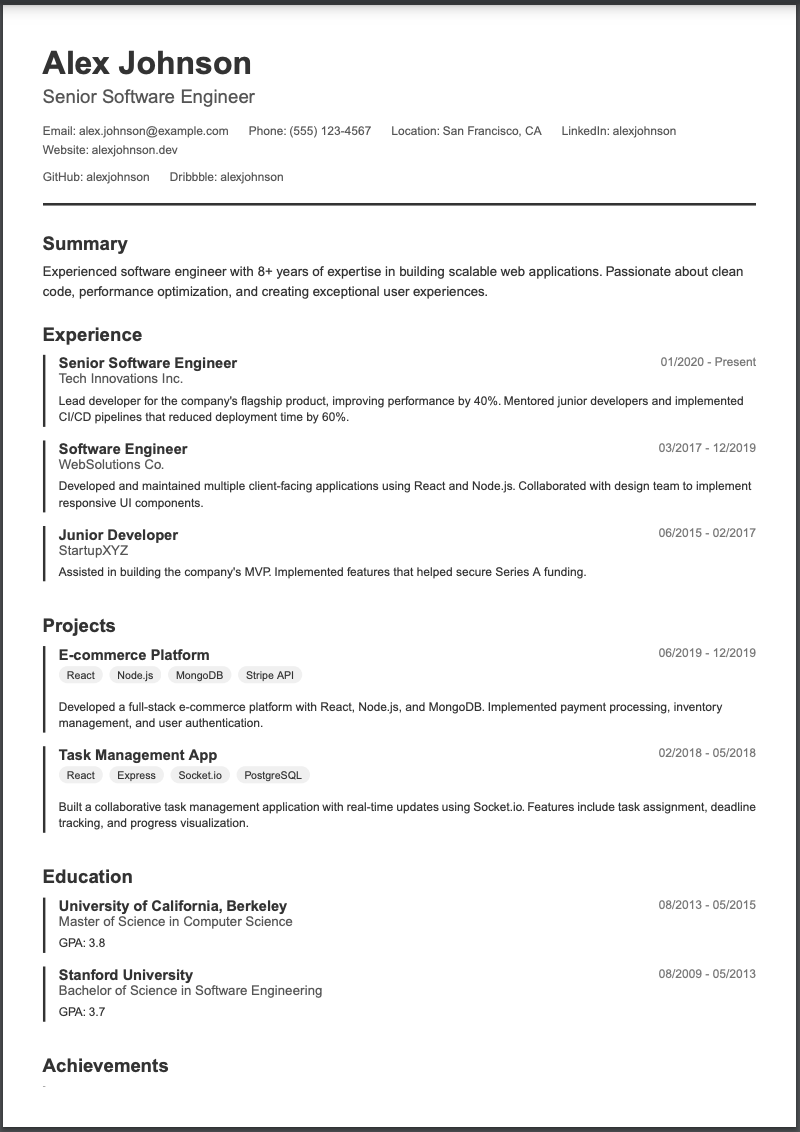 Alex Johnson
Senior Software Engineer
Email: alex.johnson@example.com Phone: (555) 123-4567 Location: San Francisco, CA LinkedIn: alexjohnson
Website: alexjohnson.dev
GitHub: alexjohnson Dribbble: alexjohnson
Summary
Experienced software engineer with 8+ years of expertise in building scalable web applications. Passionate about clean
code, performance optimization, and creating exceptional user experiences.
Experience
Senior Software Engineer 01/2020 - Present
Tech Innovations Inc.
Lead developer for the company's flagship product, improving performance by 40%. Mentored junior developers and implemented
CI/CD pipelines that reduced deployment time by 60%.
Software Engineer 03/2017 - 12/2019
WebSolutions Co.
Developed and maintained multiple client-facing applications using React and Node.js. Collaborated with design team to implement
responsive UI components.
Junior Developer 06/2015 - 02/2017
StartupXYZ
Assisted in building the company's MVP. Implemented features that helped secure Series A funding.
Projects
E-commerce Platform 06/2019 - 12/2019
React Node.js MongoDB Stripe API
Developed a full-stack e-commerce platform with React, Node.js, and MongoDB. Implemented payment processing, inventory
management, and user authentication.
Task Management App 02/2018 - 05/2018
React Express Socket.io PostgreSQL
Built a collaborative task management application with real-time updates using Socket.io. Features include task assignment, deadline
tracking, and progress visualization.
Education
University of California, Berkeley 08/2013 - 05/2015
Master of Science in Computer Science
GPA: 3.8
Stanford University 08/2009 - 05/2013
Bachelor of Science in Software Engineering
GPA: 3.7
Achievements